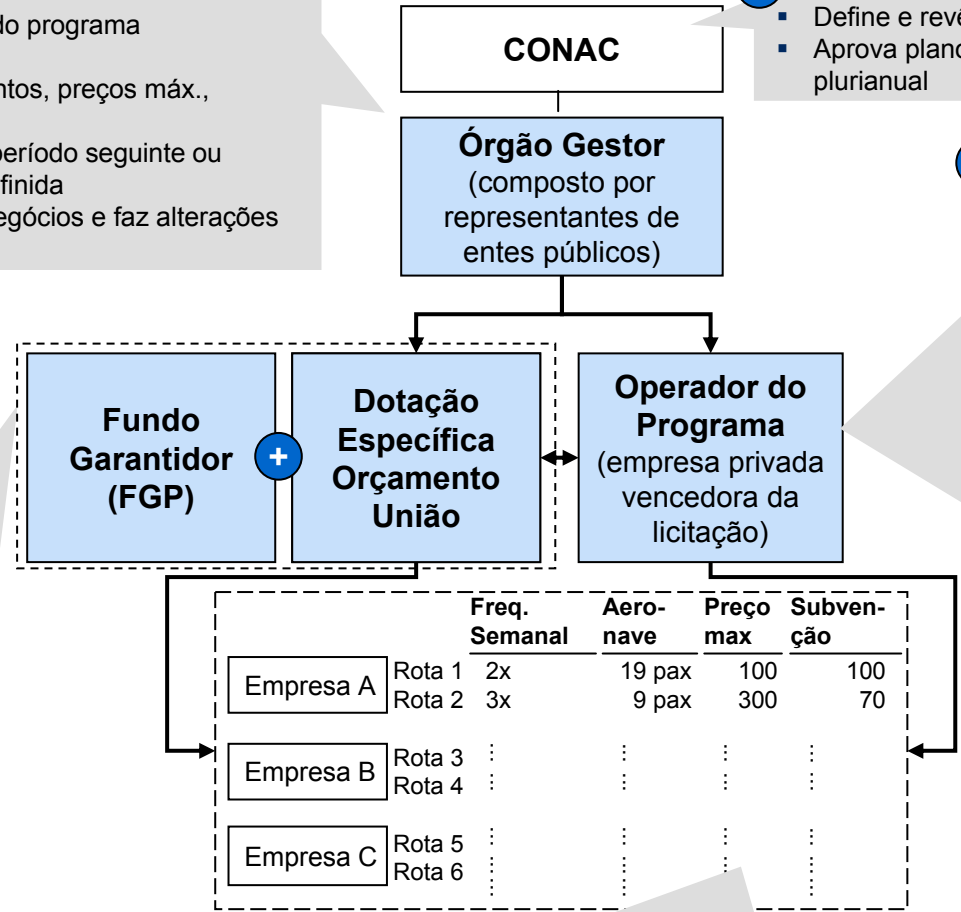 do programa
ntos, preços máx.,
período seguinte ou
finida
egócios e faz alterações
CONAC
▪ Define e revê
▪ Aprova plano
plurianual
Órgão Gestor
(composto por
representantes de
entes públicos)
Fundo
Garantidor
(FGP)
+
Dotação
Específica
Orçamento
União
Operador do
Programa
(empresa privada
vencedora da
licitação)
Freq. Aero- Preço Subven-
Semanal nave max ção
Empresa A
Rota 1 2x 19 pax 100 100
Rota 2 3x 9 pax 300 70
Empresa B
Rota 3
Rota 4
Empresa C
Rota 5
Rota 6